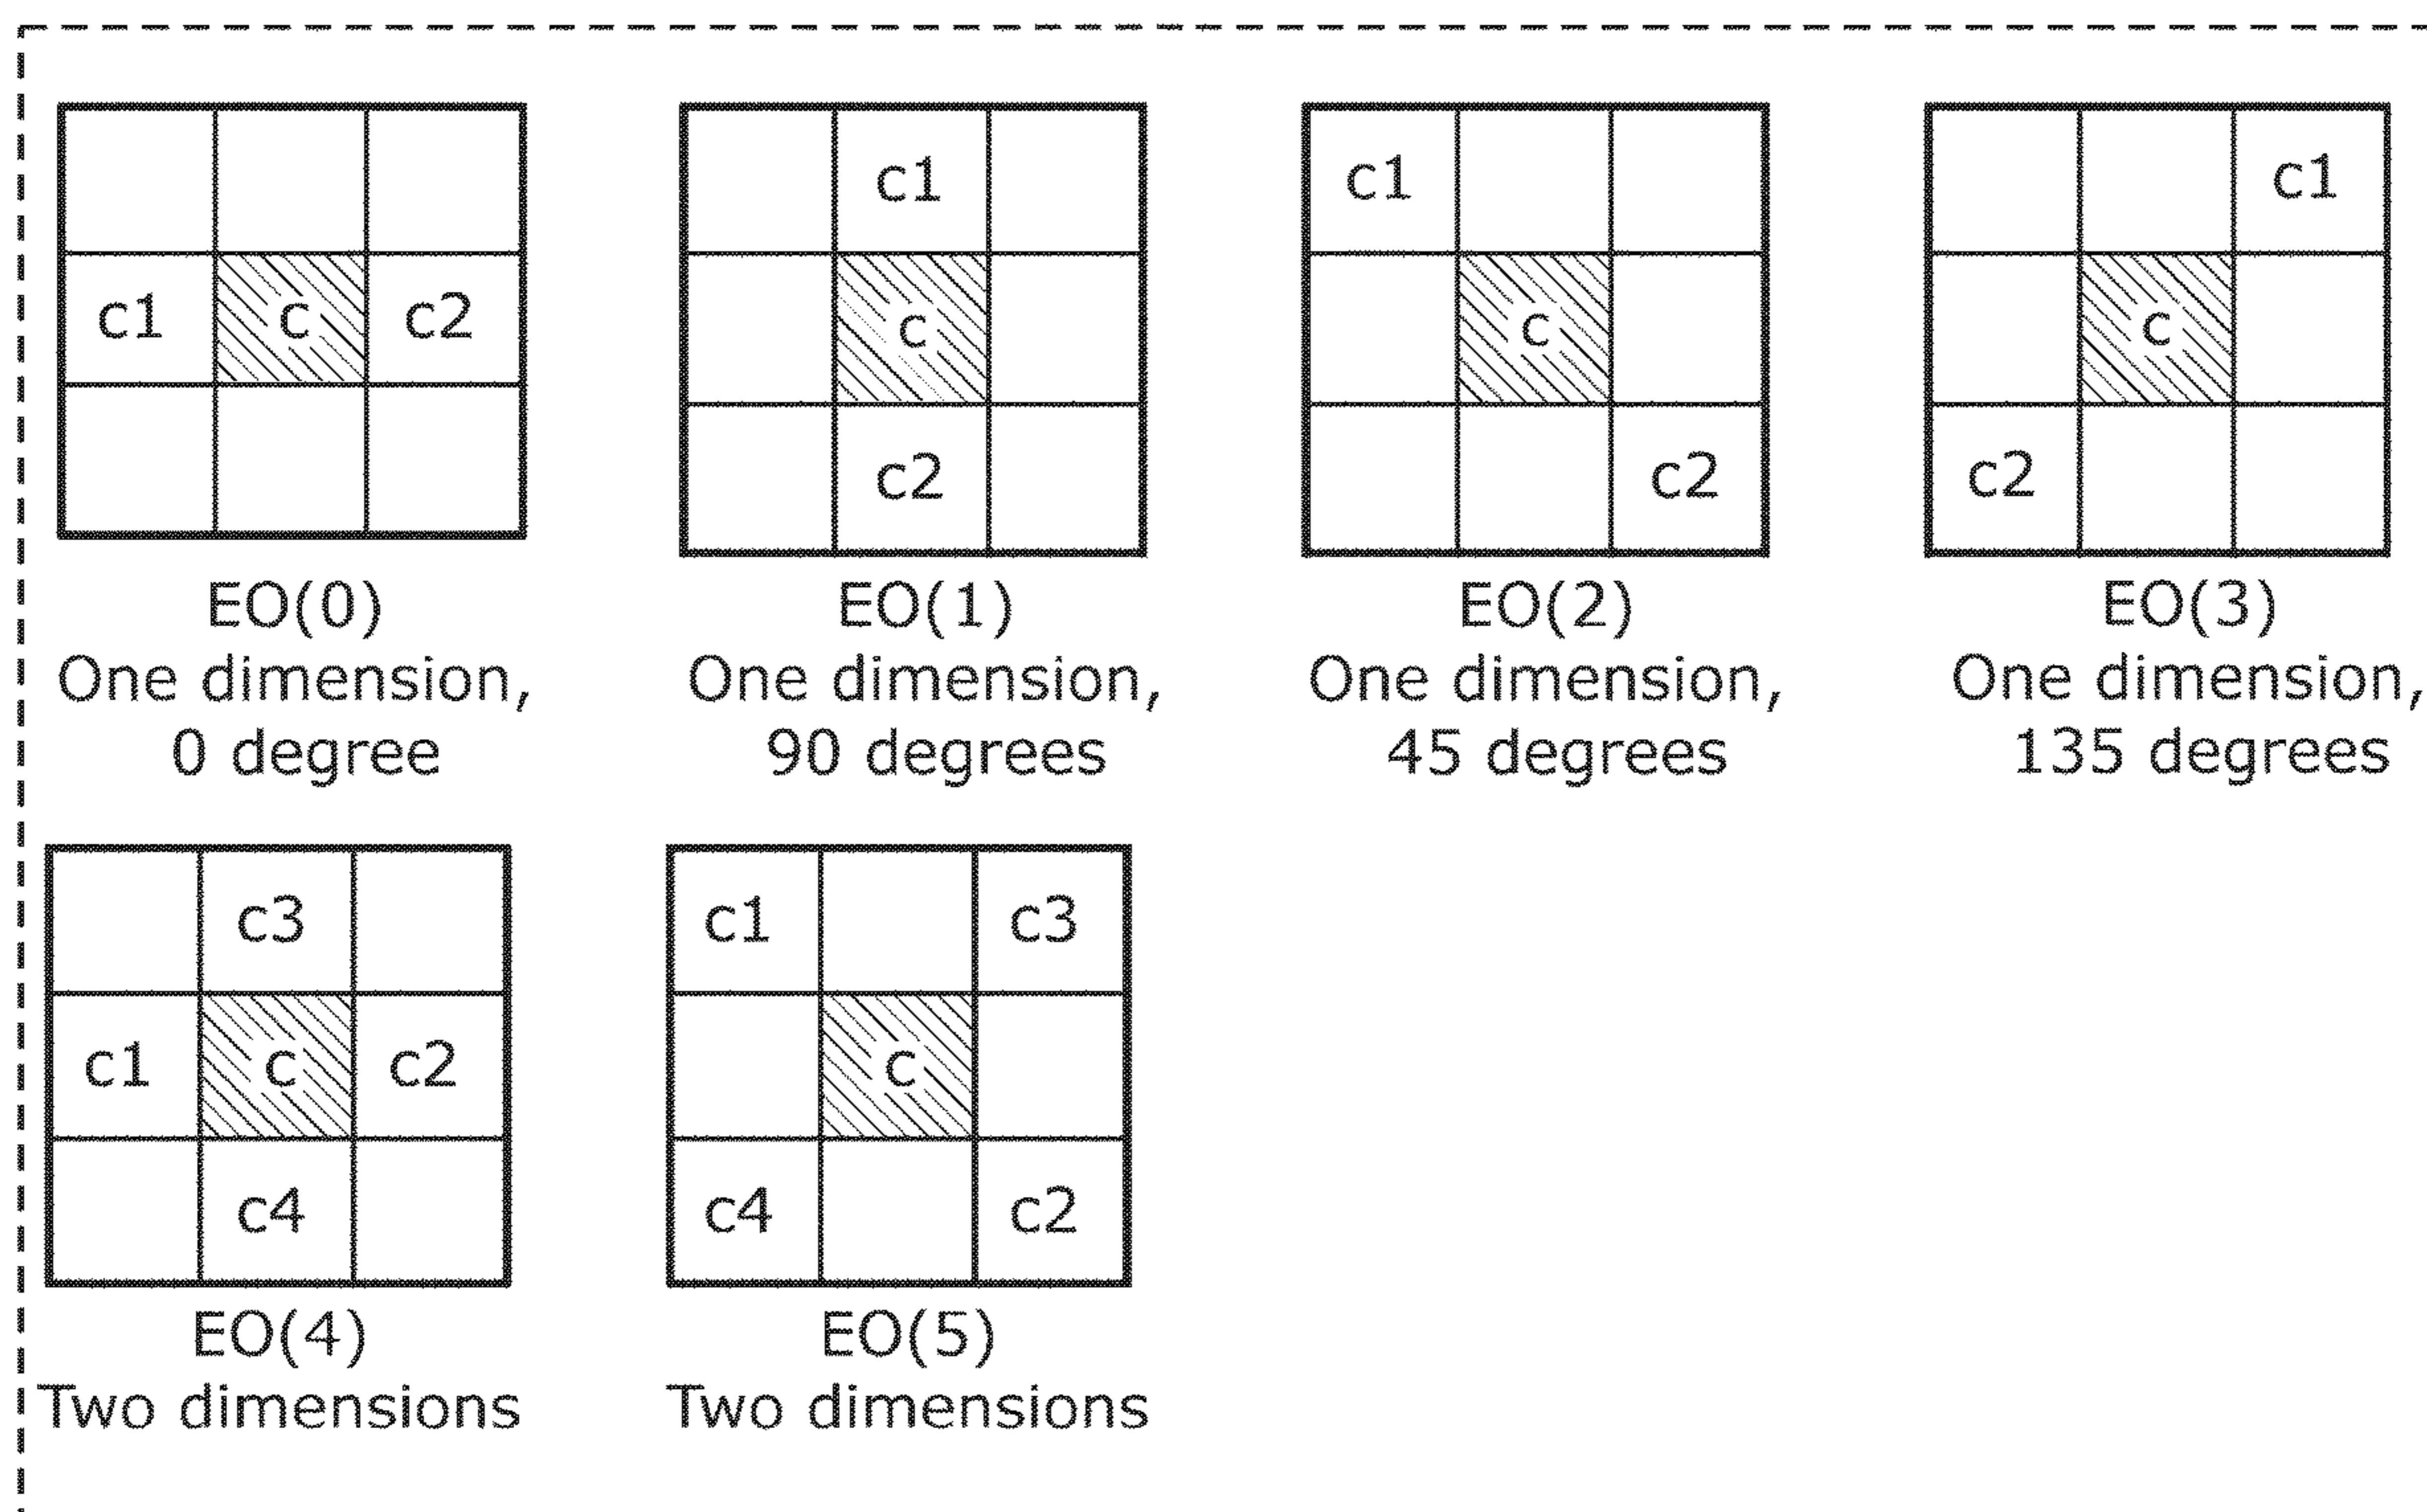 c1
c1
c1
c1
c1 c c2
c
c
c
c2
c2
c2
EO(0)
EO(1)
EO(2)
EO(3)
One dimension,
0 degree
One dimension,
90 degrees
One dimension,
45 degrees
One dimension,
135 degrees
c3
c1 c c2
c4
c1 c3
c
c4 c2
EO(4)
Two dimensions
EO(5)
Two dimensions